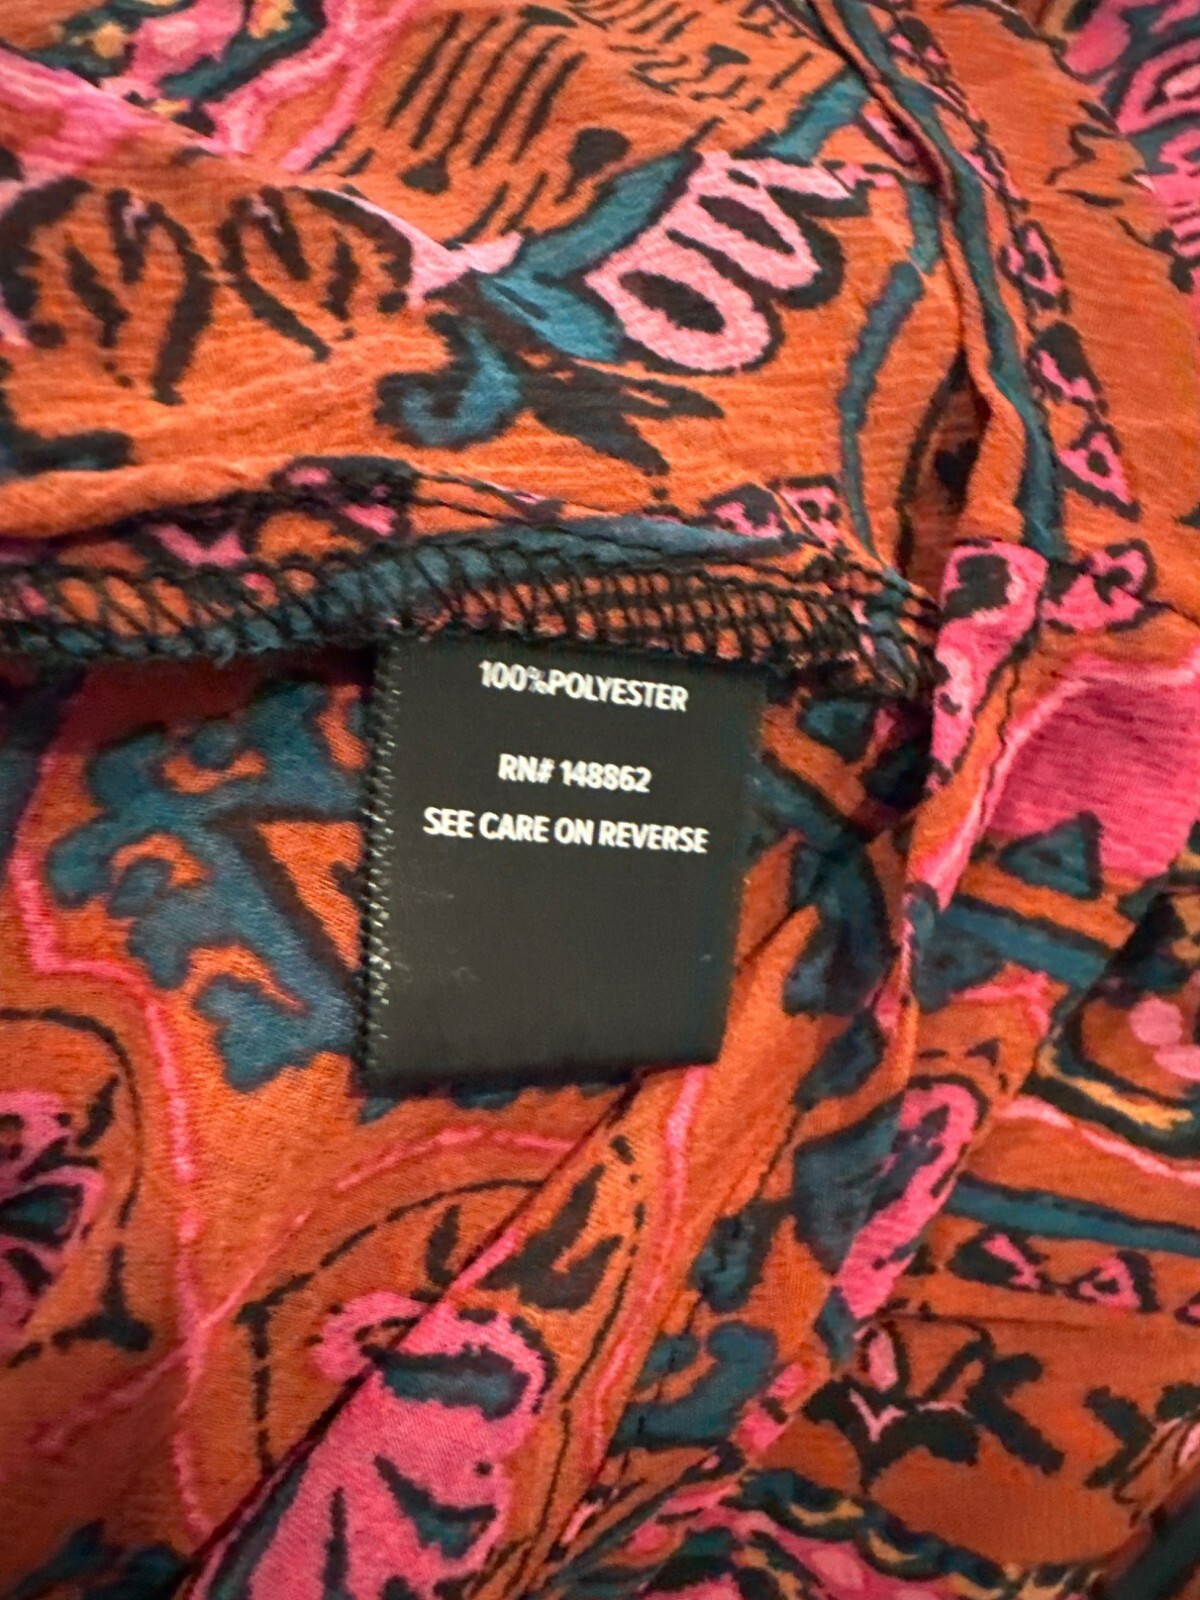 100%POLYESTER
RN# 148862
SEE CARE ON REVERSE